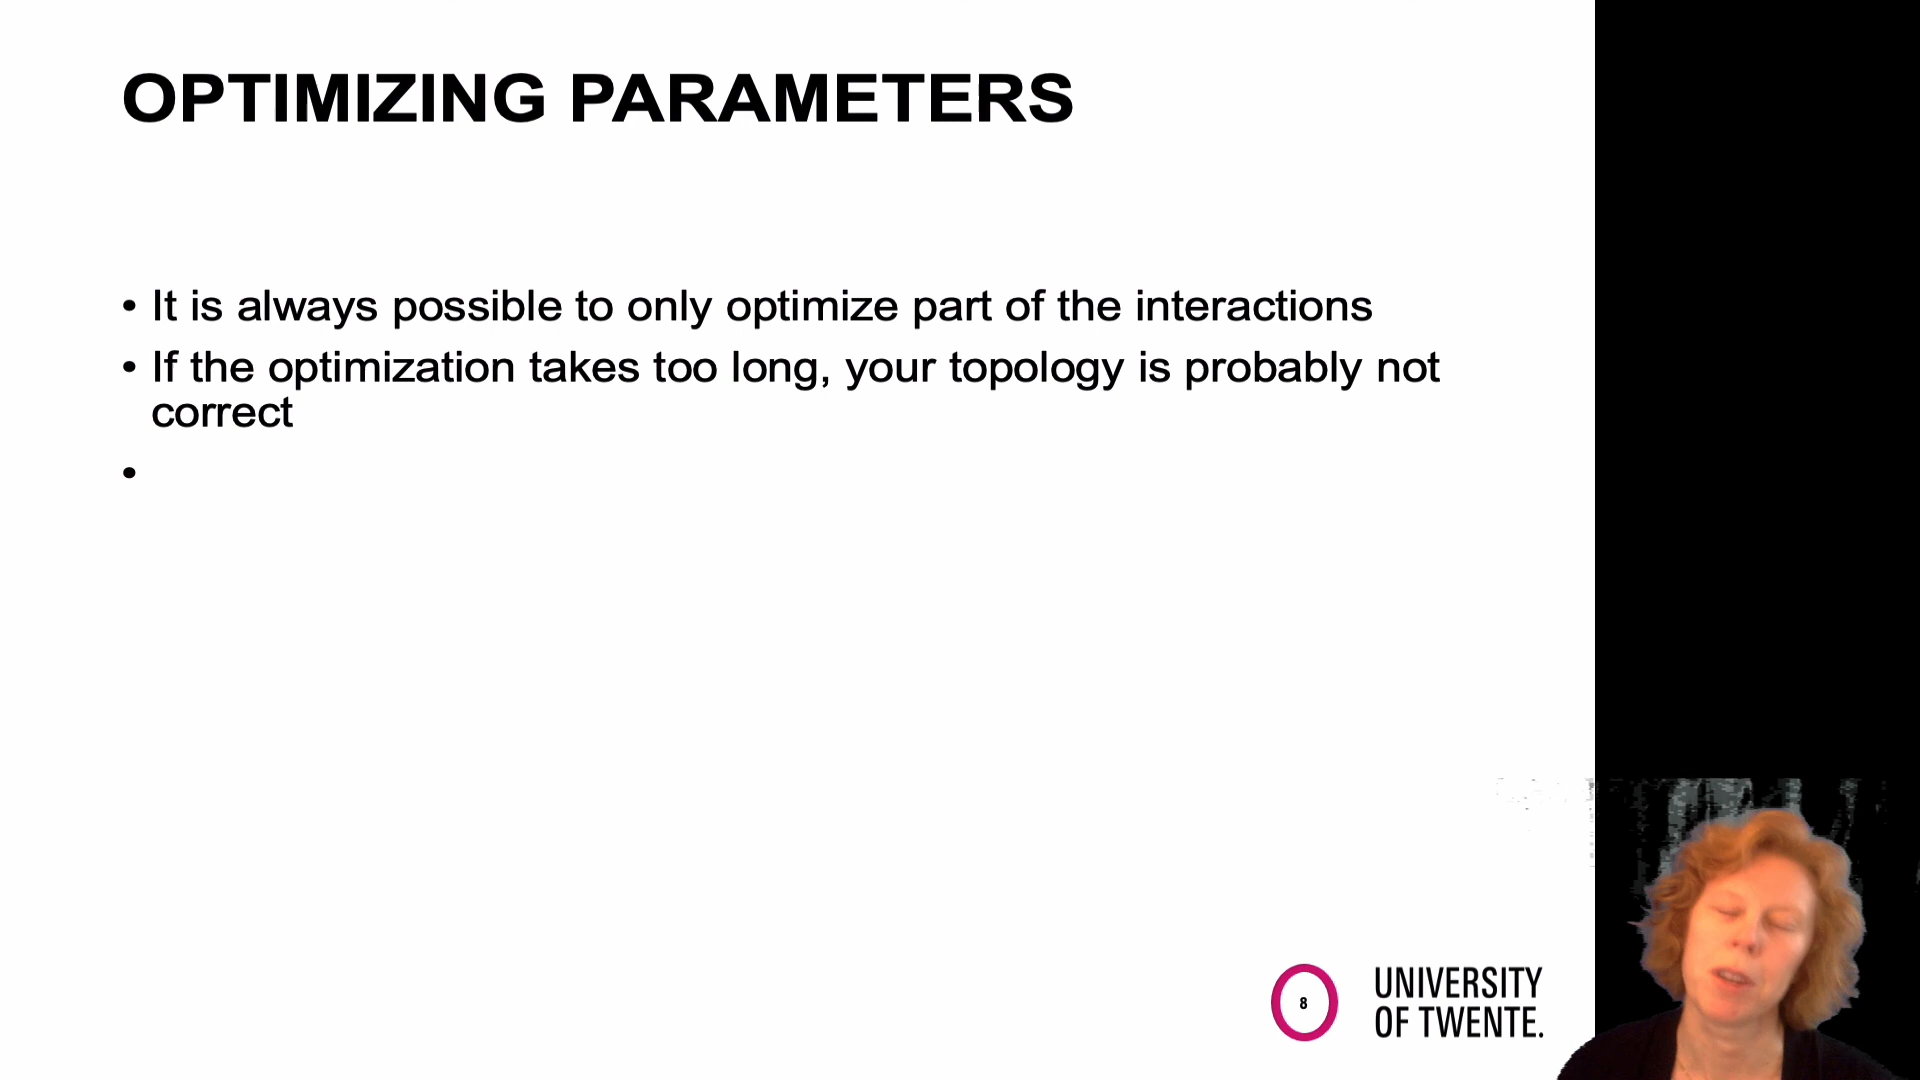 OPTIMIZING PARAMETERS
• It is always possible to only optimize part of the interactions
• If the optimization takes too long, your topology is probably not
correct
•
8
UNIVERSITY
OF TWENTE.